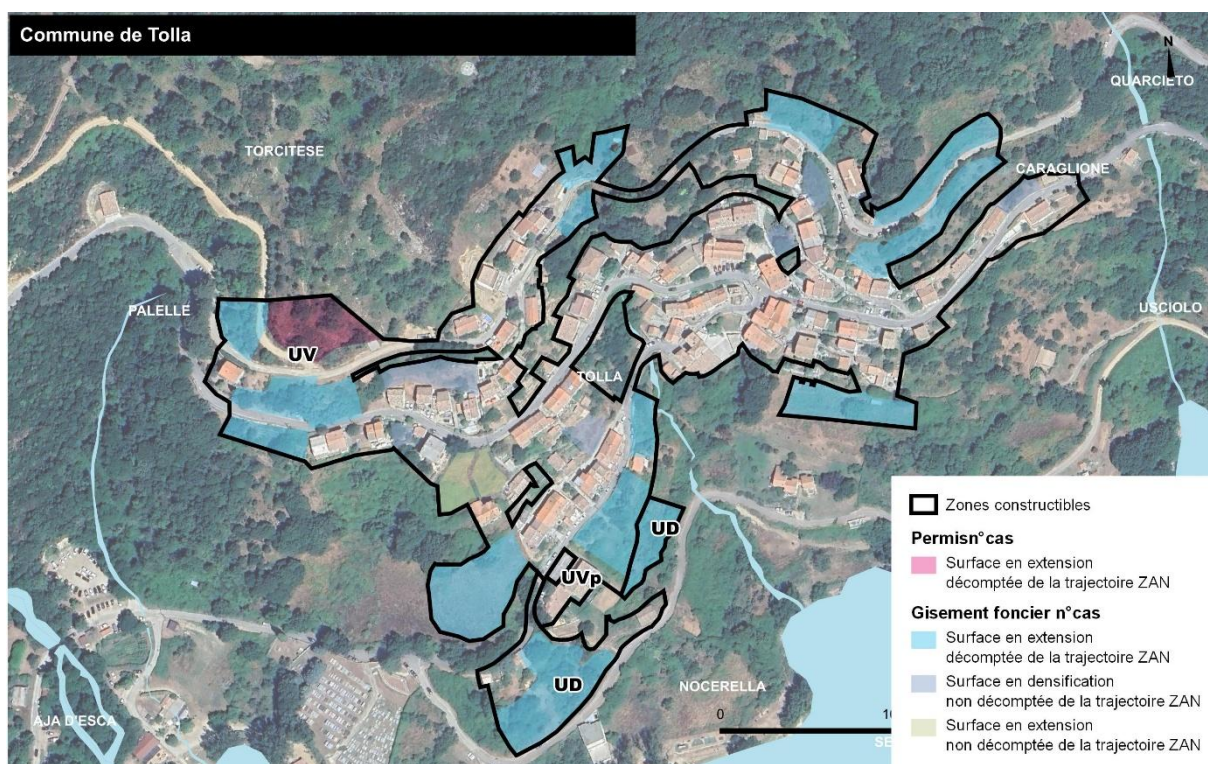 Commune de Tolla
N
QUARCIETO
TORCITESE
CARAGLIONE
PALELLE
USCIOLO
UV
TOLLA
UD
UVp
UD
NOCERELLA
AJA D'ESCA
0
10
SE
Zones constructibles
Permisn°cas
Surface en extension
décomptée de la trajectoire ZAN
Gisement foncier n°cas
Surface en extension
décomptée de la trajectoire ZAN
Surface en densification
non décomptée de la trajectoire ZAN
Surface en extension
non décomptée de la trajectoire ZAN